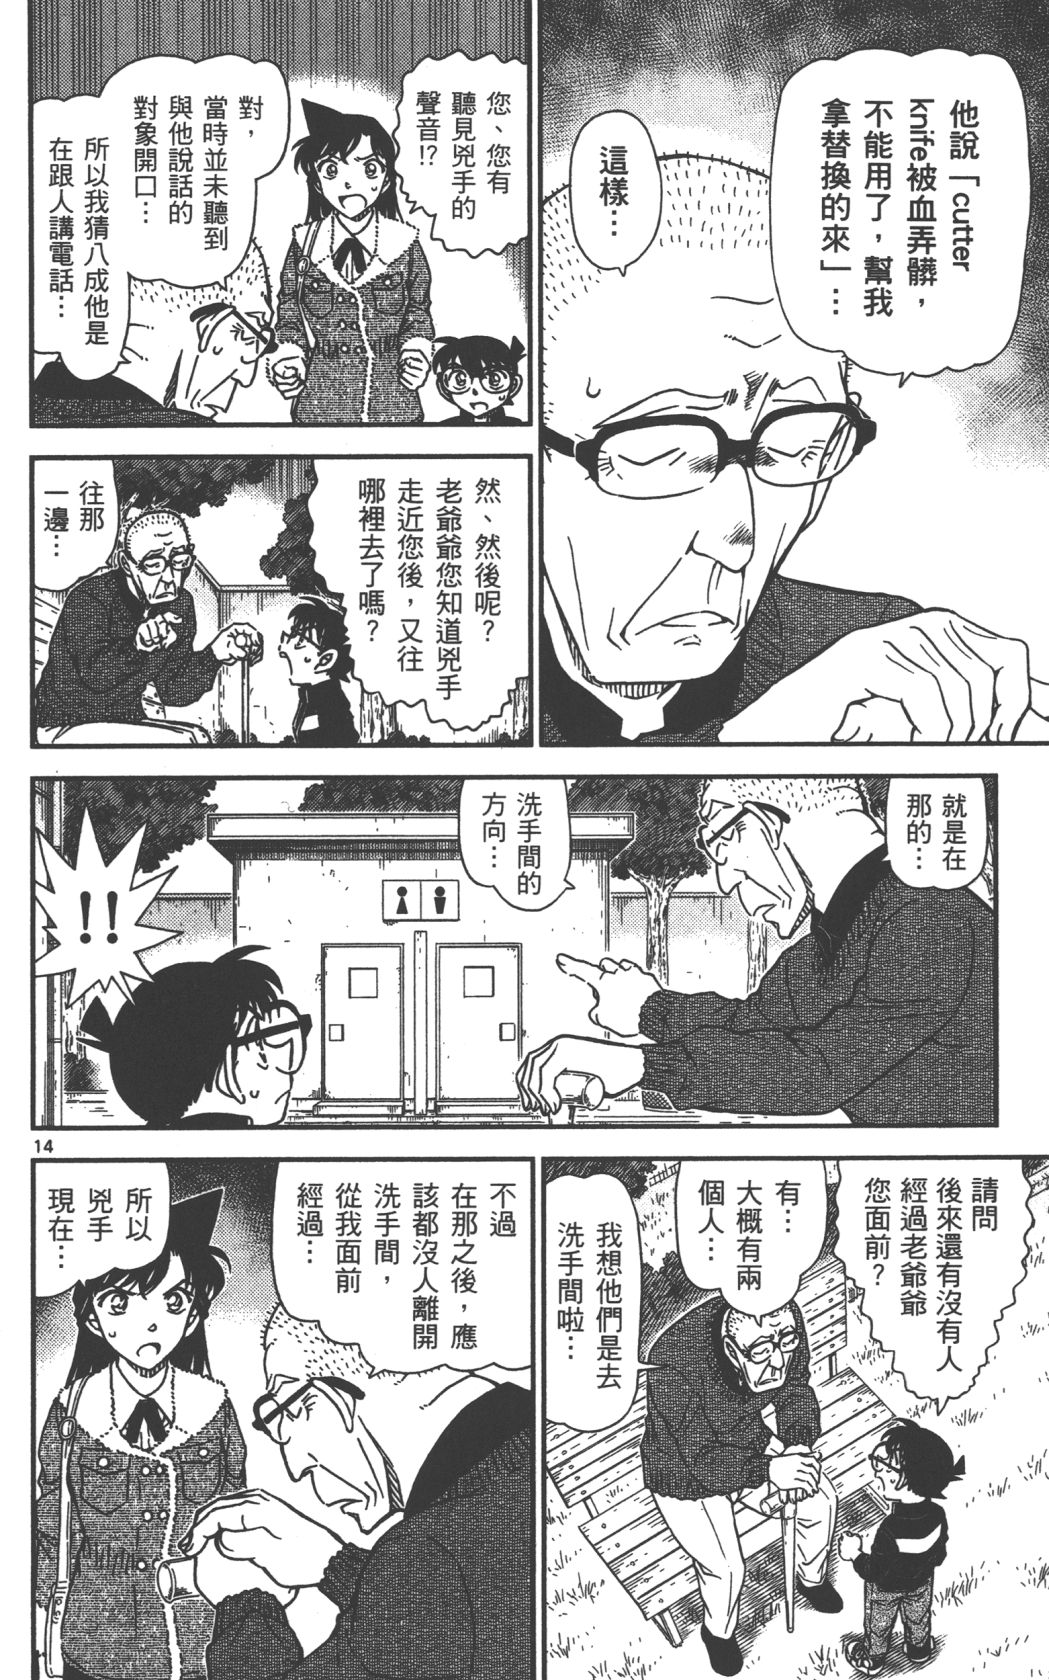 他說「cutter
knife被血弄髒，
不能用了，幫我
拿替換的來」…
這樣…
您、您有
聽見兇手的
聲音!?
對，
當時並未聽到
與他說話的
對象開口…
所以我猜八成他是
在跟人講電話…
然、然後呢？
老爺爺您知道兇手
走近您後，又往
哪裡去了嗎？
往那
一邊…
就是在
那的…
洗手間的
方向…
!!
14
請問
後來還有沒有人
經過老爺爺
您面前？
有…
大概有兩
個人…
我想他們是去
洗手間啦…
不過
在那之後，應
該都沒人離開
洗手間，
從我面前
經過…
所以
兇手
現在…